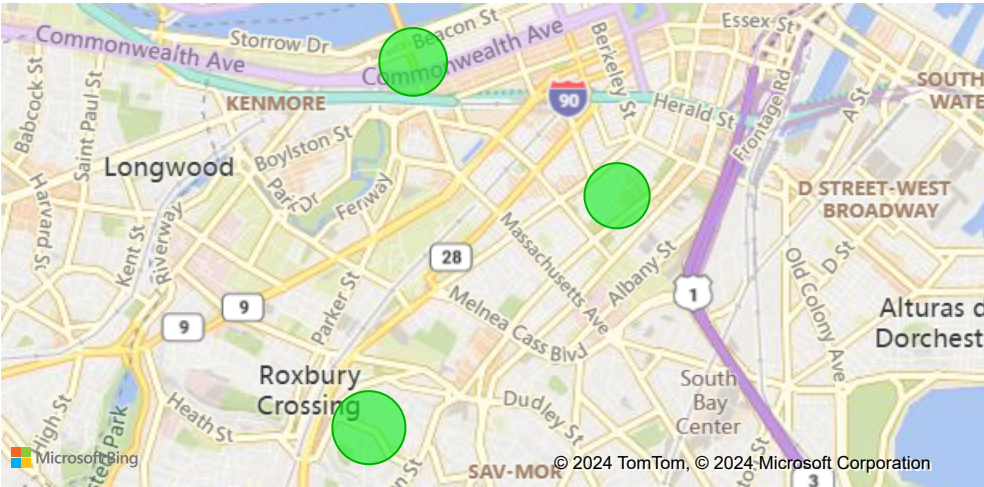 Essex St
Beacon St
Storrow Dr
Commonwealth Ave
Commonwealth Ave
Berkeley St
Frontage Rd
SOUTH
WATE
90
KENMORE
Herald St
A St
Babcock St
Saint-Paul St
Boylston St
Longwood
Park Dr
Fenway
D STREET-WEST
BROADWAY
Harvard St
Kent St
Riverway
Massachusetts Ave
Albany St
D St
Old Colony Ave
28
1
9
9
Parker St
Melnea Cass Blvd
Alturas d
Dorchest
Roxbury
Crossing
South
Bay
Center
Heath St
Dudley St
High St
Park
Microsoft Bing
SAV-MOR
© 2024 TomTom, © 2024 Microsoft Corporation
3